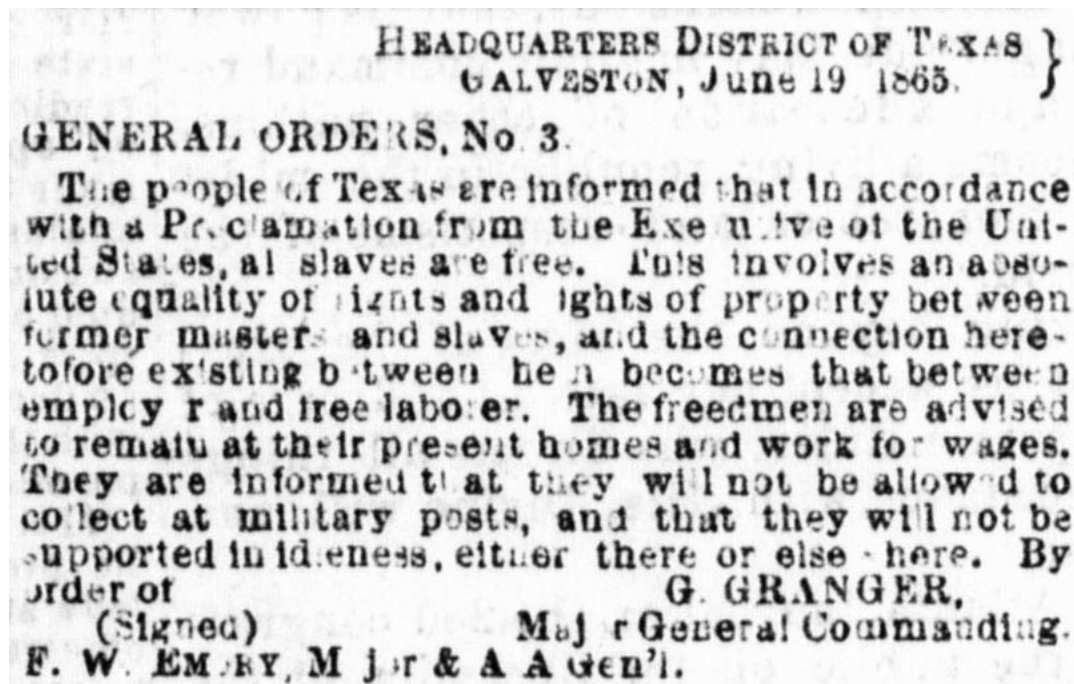 HEADQUARTERS DISTRICT OF TEXAS }
GALVESTON, June 19 1865.
GENERAL ORDERS, No. 3.
The people of Texas are informed that in accordance
with a Proclamation from the Executive of the Uni-
ted States, all slaves are free. This involves an abso-
lute equality of rights and rights of property between
former masters and slaves, and the connection here-
tofore existing between them becomes that between
employer and free laborer. The freedmen are advised
to remain at their present homes and work for wages.
They are informed that they will not be allowed to
collect at military posts, and that they will not be
supported in idleness, either there or elsewhere. By
order of G. GRANGER,
(Signed) Major General Commanding.
F. W. EMORY, Major & A A Gen'l.